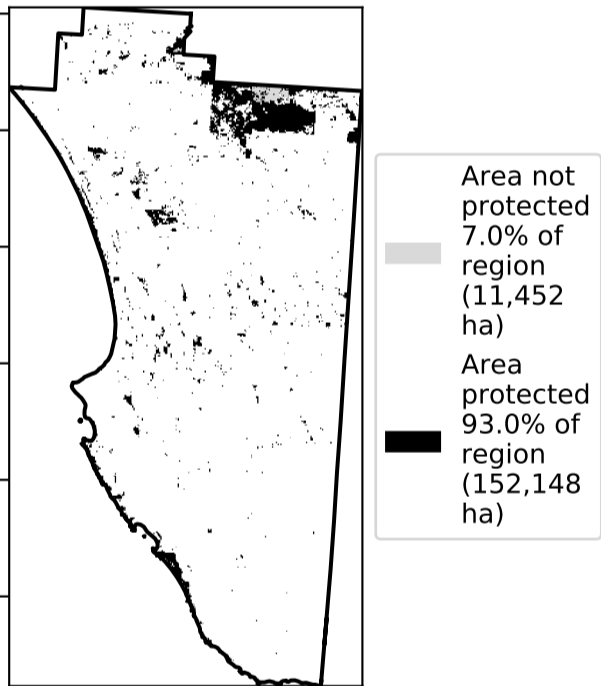 Area not
protected
7.0% of
region
(11,452
ha)
Area
protected
93.0% of
region
(152,148
ha)